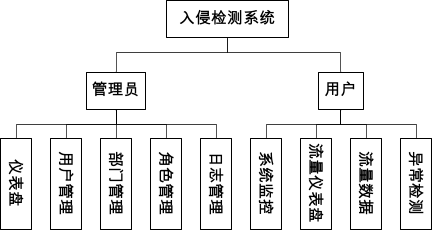 入侵检测系统
管理员
用户
仪表盘
用户管理
部门管理
角色管理
日志管理
系统监控
流量仪表盘
流量数据
异常检测